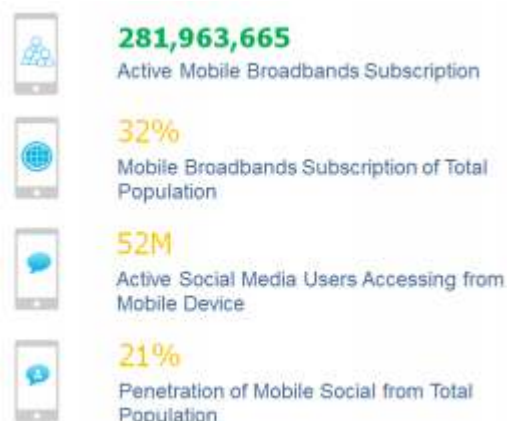 281,963,665
Active Mobile Broadbands Subscription
32%
Mobile Broadbands Subscription of Total
Population
52M
Active Social Media Users Accessing from
Mobile Device
21%
Penetration of Mobile Social from Total
Population